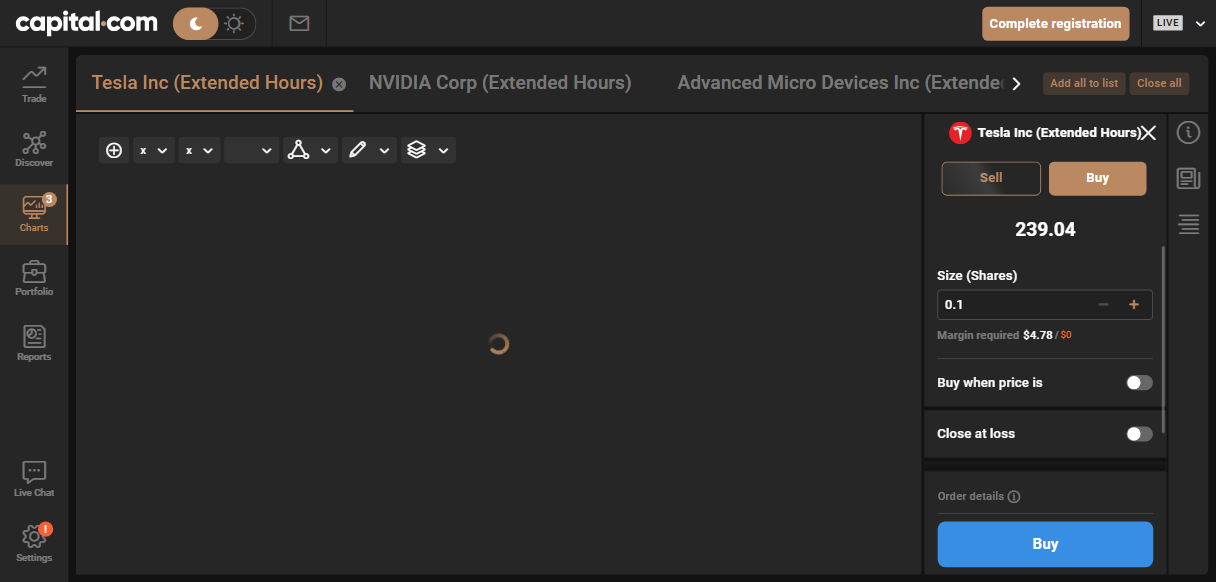 capital.com
Complete registration
LIVE
Trade
Discover
3
Charts
Portfolio
Reports
Live Chat
!
Settings
Tesla Inc (Extended Hours)
NVIDIA Corp (Extended Hours)
Advanced Micro Devices Inc (Extende
Add all to list
Close all
x
x
Tesla Inc (Extended Hours)
Sell
Buy
239.04
Size (Shares)
0.1
Margin required $4.78 / $0
Buy when price is
Close at loss
Order details
Buy